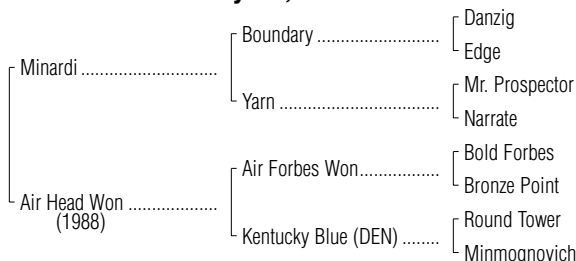 Danzig
Boundary ..............................
Edge
Minardi .................................
Mr. Prospector
Yarn .......................................
Narrate
Bold Forbes
Air Forbes Won...................
Bronze Point
Air Head Won .....................
(1988)
Round Tower
Kentucky Blue (DEN) .........
Minmognovich